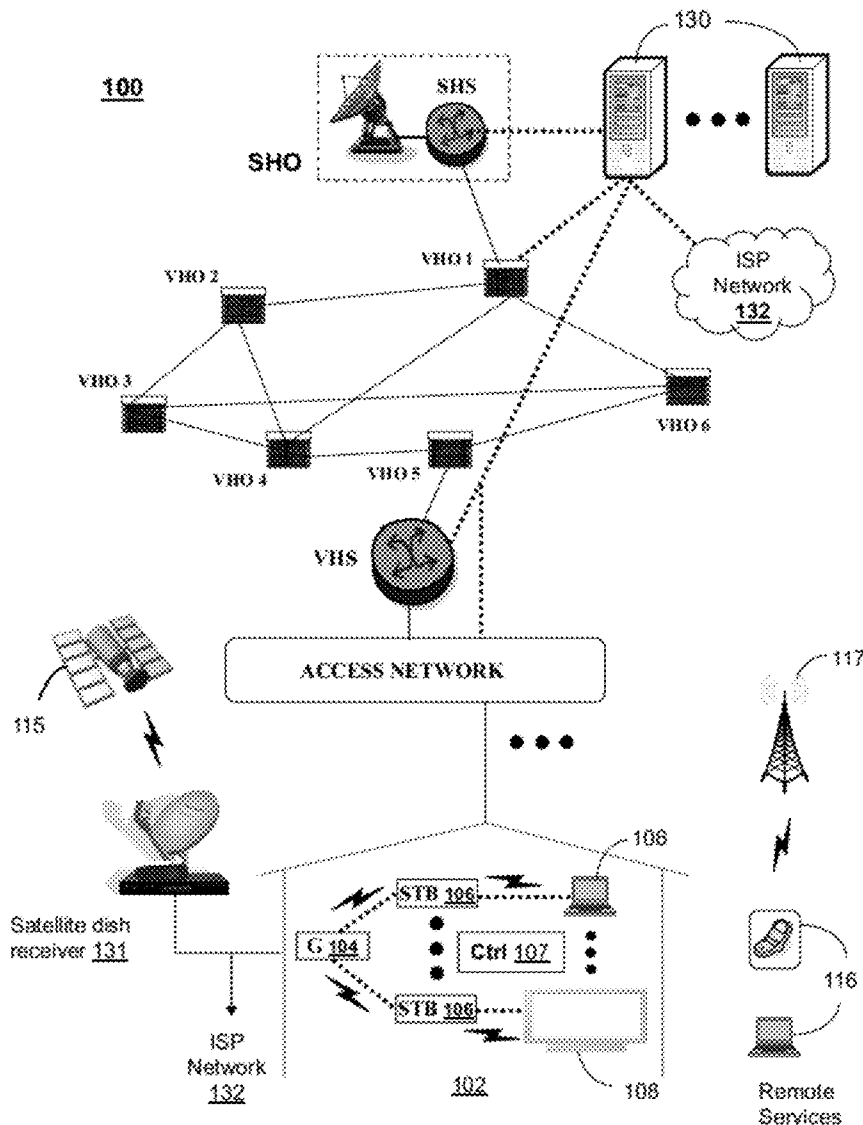 130
100
SHS
SHO
ISP
Network
132
VHO 1
VHO 2
VHO 3
VHO 6
VHO 4
VHO 5
VHS
ACCESS NETWORK
115
117
108
STB 106
G 104
Ctrl 107
STB 106
116
Satellite dish
receiver 131
ISP
Network
132
102
108
Remote
Services